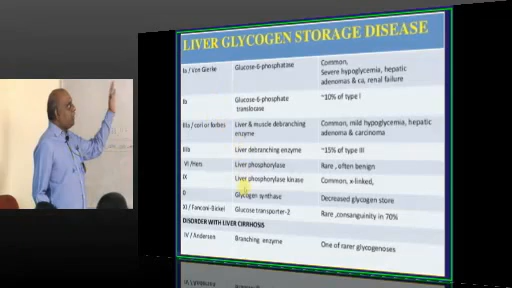 LIVER GLYCOGEN STORAGE DISEASE
Ia / Von Gierke Glucose-6-phosphatase Common,
Severe hypoglycemia, hepatic
adenomas & ca, renal failure
Ib Glucose-6-phosphate
translocase ~10% of type I
IIIa / cori or forbes Liver & muscle debranching
enzyme Common, mild hypoglycemia, hepatic
adenoma & carcinoma
IIIb Liver debranching enzyme ~15% of type III
VI /Hers Liver phosphorylase Rare , often benign
IX Liver phosphorylase kinase Common, x-linked,
0 Glycogen synthase Decreased glycogen store
XI / Fanconi-Bickel Glucose transporter-2 Rare ,consanguinity in 70%
DISORDER WITH LIVER CIRRHOSIS
IV / Andersen Branching enzyme One of rarer glycogenoses